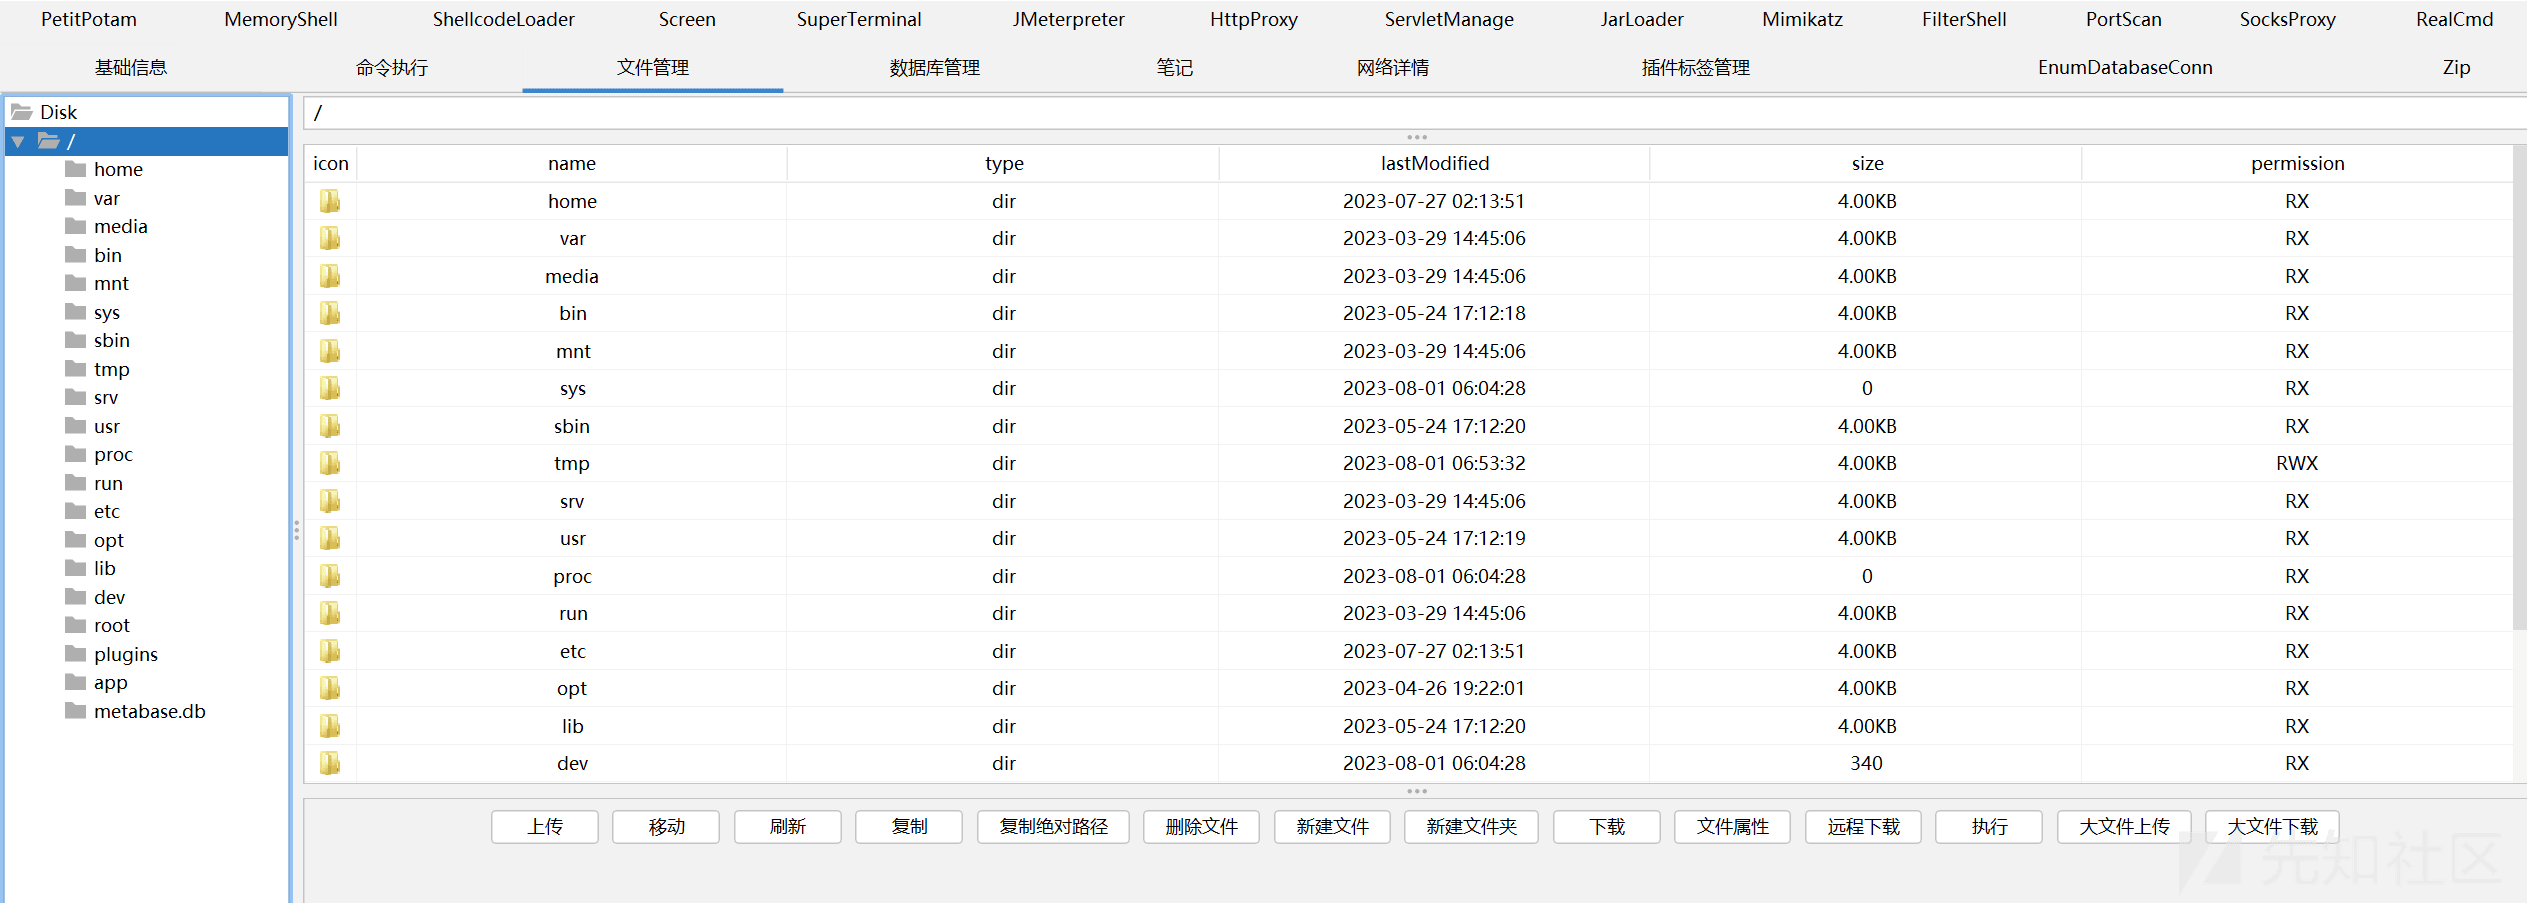 PetitPotam MemoryShell ShellcodeLoader Screen SuperTerminal JMeterpreter HttpProxy ServletManage JarLoader Mimikatz FilterShell PortScan SocksProxy RealCmd
基础信息 命令执行 文件管理 数据库管理 笔记 网络详情 插件标签管理 EnumDatabaseConn Zip
Disk
/
home
var
media
bin
mnt
sys
sbin
tmp
srv
usr
proc
run
etc
opt
lib
dev
root
plugins
app
metabase.db
/
icon name type lastModified size permission
home dir 2023-07-27 02:13:51 4.00KB RX
var dir 2023-03-29 14:45:06 4.00KB RX
media dir 2023-03-29 14:45:06 4.00KB RX
bin dir 2023-05-24 17:12:18 4.00KB RX
mnt dir 2023-03-29 14:45:06 4.00KB RX
sys dir 2023-08-01 06:04:28 0 RX
sbin dir 2023-05-24 17:12:20 4.00KB RX
tmp dir 2023-08-01 06:53:32 4.00KB RWX
srv dir 2023-03-29 14:45:06 4.00KB RX
usr dir 2023-05-24 17:12:19 4.00KB RX
proc dir 2023-08-01 06:04:28 0 RX
run dir 2023-03-29 14:45:06 4.00KB RX
etc dir 2023-07-27 02:13:51 4.00KB RX
opt dir 2023-04-26 19:22:01 4.00KB RX
lib dir 2023-05-24 17:12:20 4.00KB RX
dev dir 2023-08-01 06:04:28 340 RX
上传 移动 刷新 复制 复制绝对路径 删除文件 新建文件 新建文件夹 下载 文件属性 远程下载 执行 大文件上传 大文件下载
先知社区